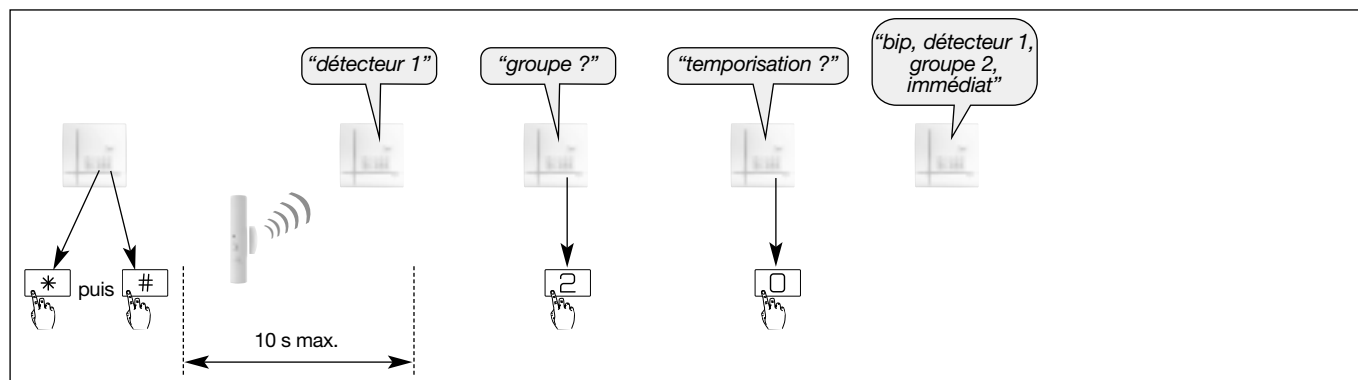 “détecteur 1”
“groupe ?”
“temporisation ?”
“bip, détecteur 1,
groupe 2,
immédiat”
* puis #
2
0
10 s max.